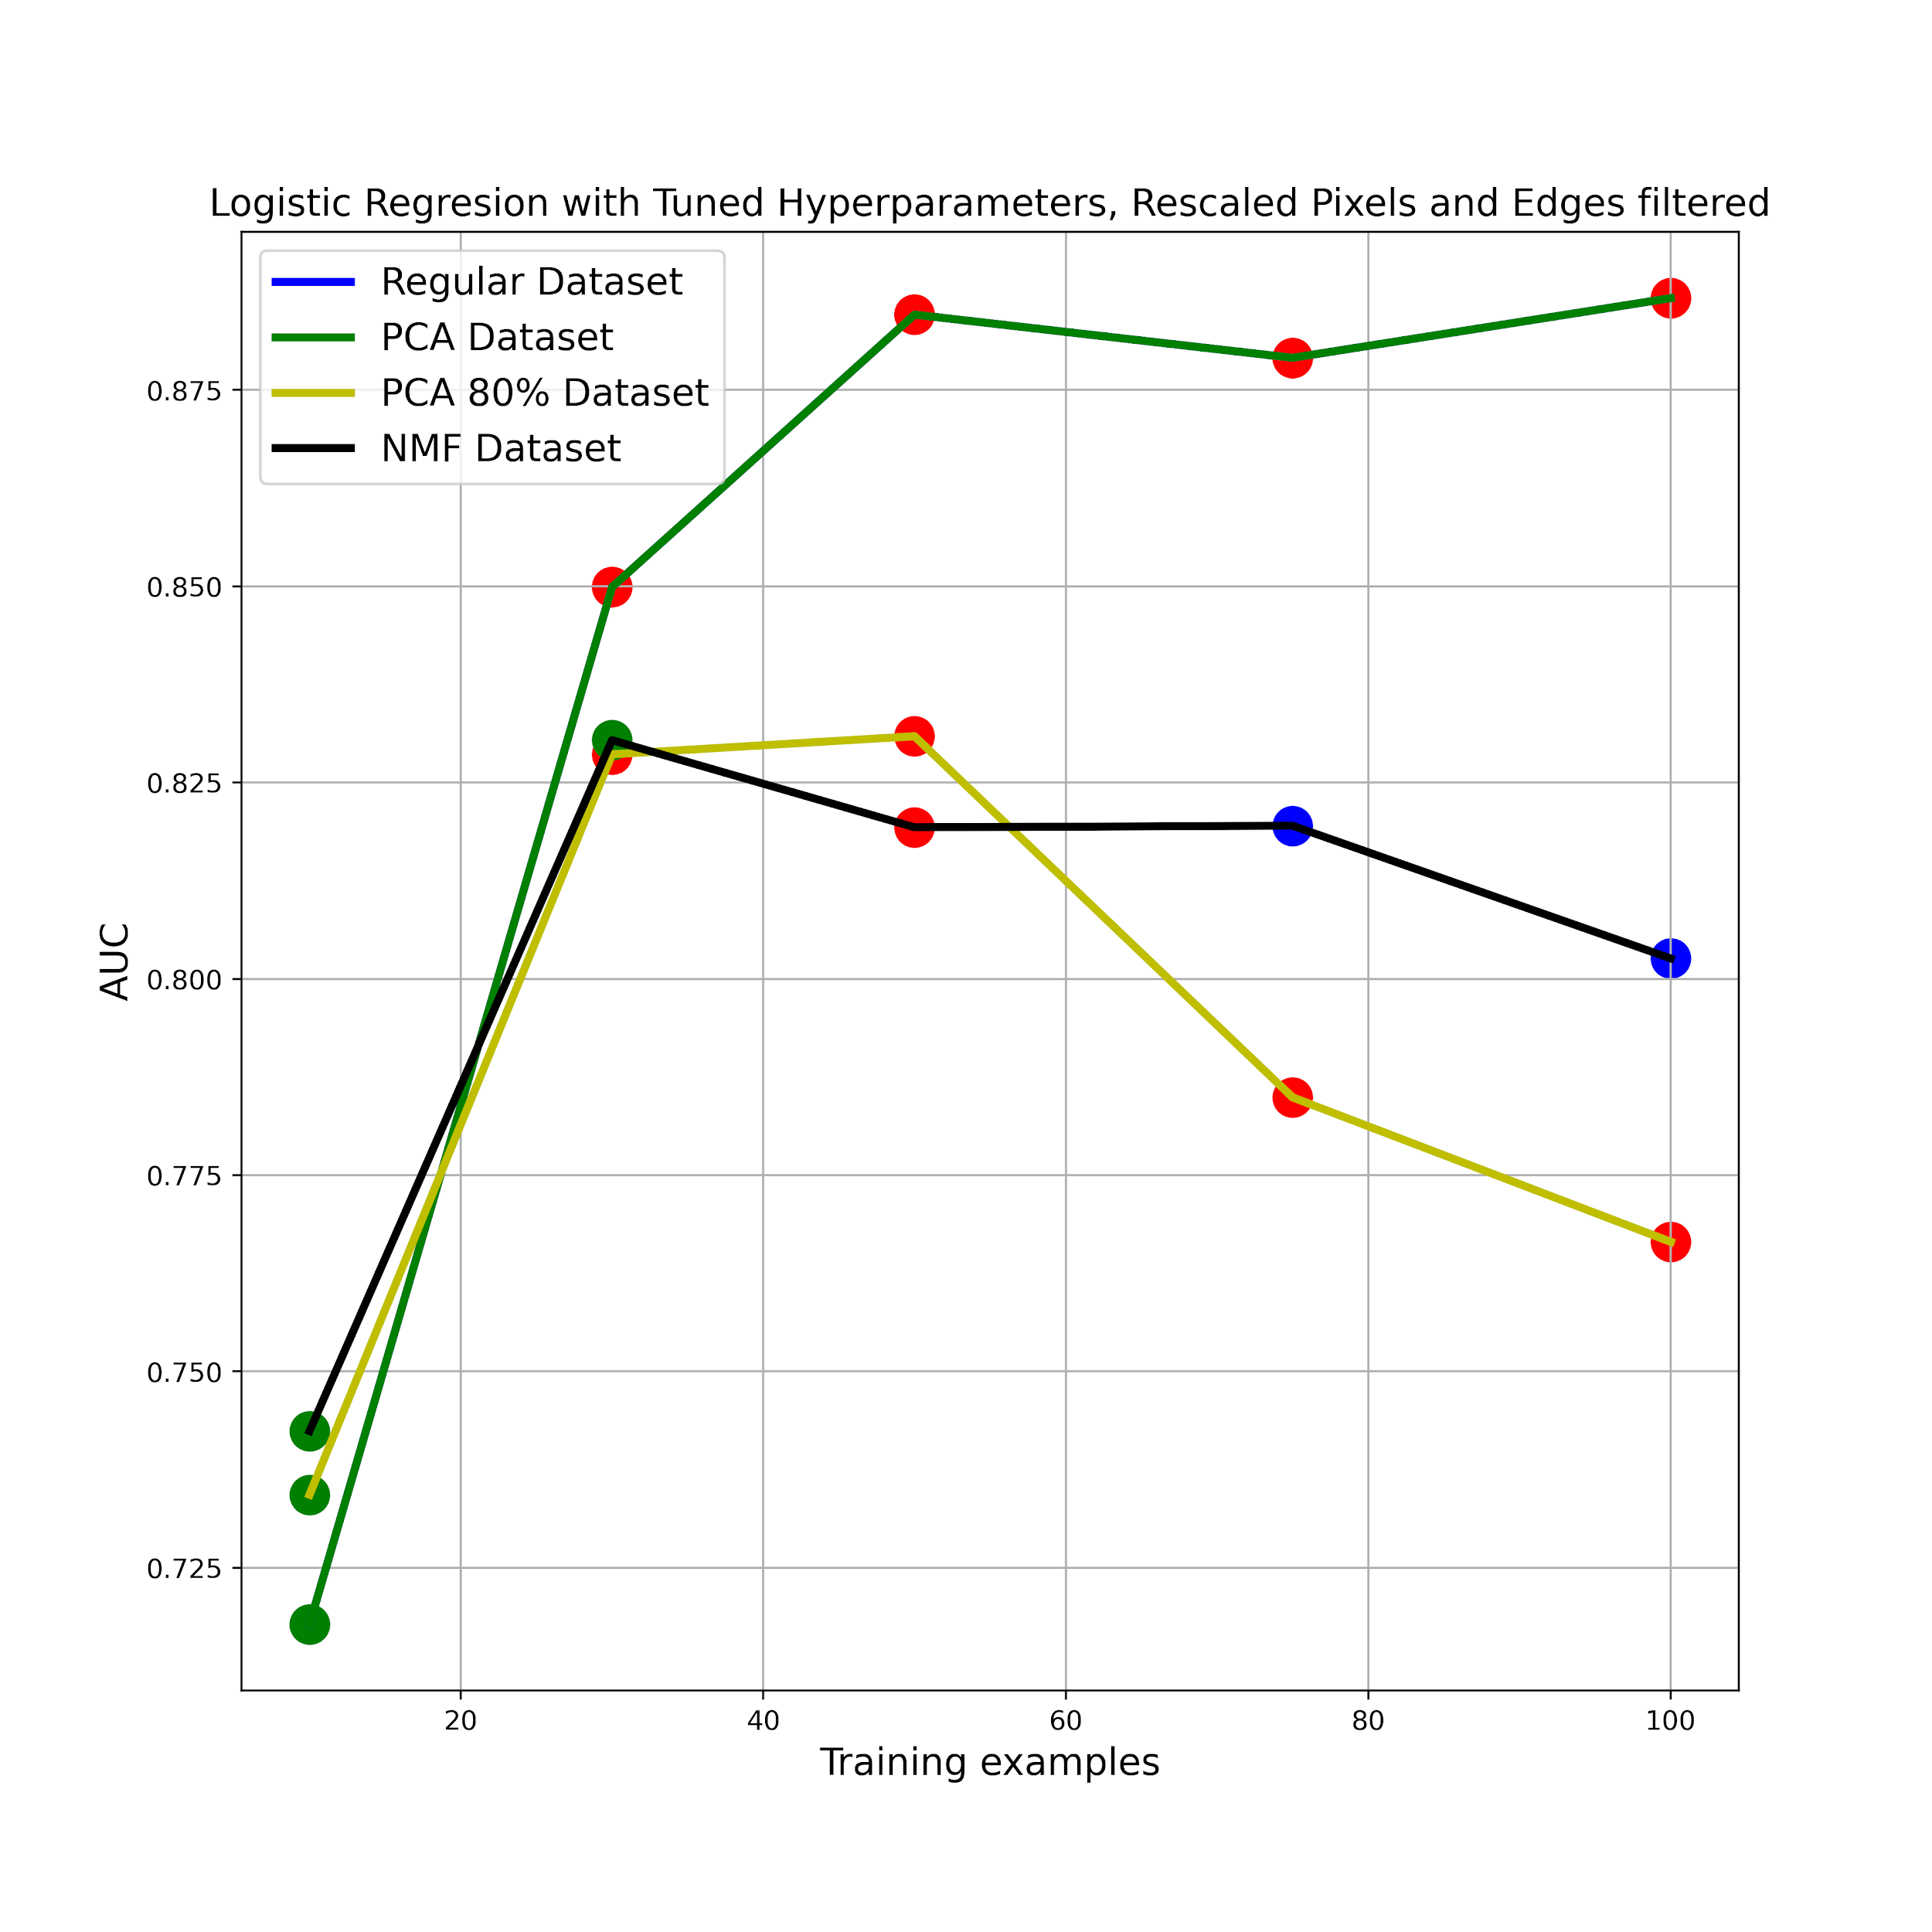 Logistic Regresion with Tuned Hyperparameters, Rescaled Pixels and Edges filtered
Regular Dataset
PCA Dataset
PCA 80% Dataset
NMF Dataset
AUC
0.875
0.850
0.825
0.800
0.775
0.750
0.725
20 40 60 80 100
Training examples